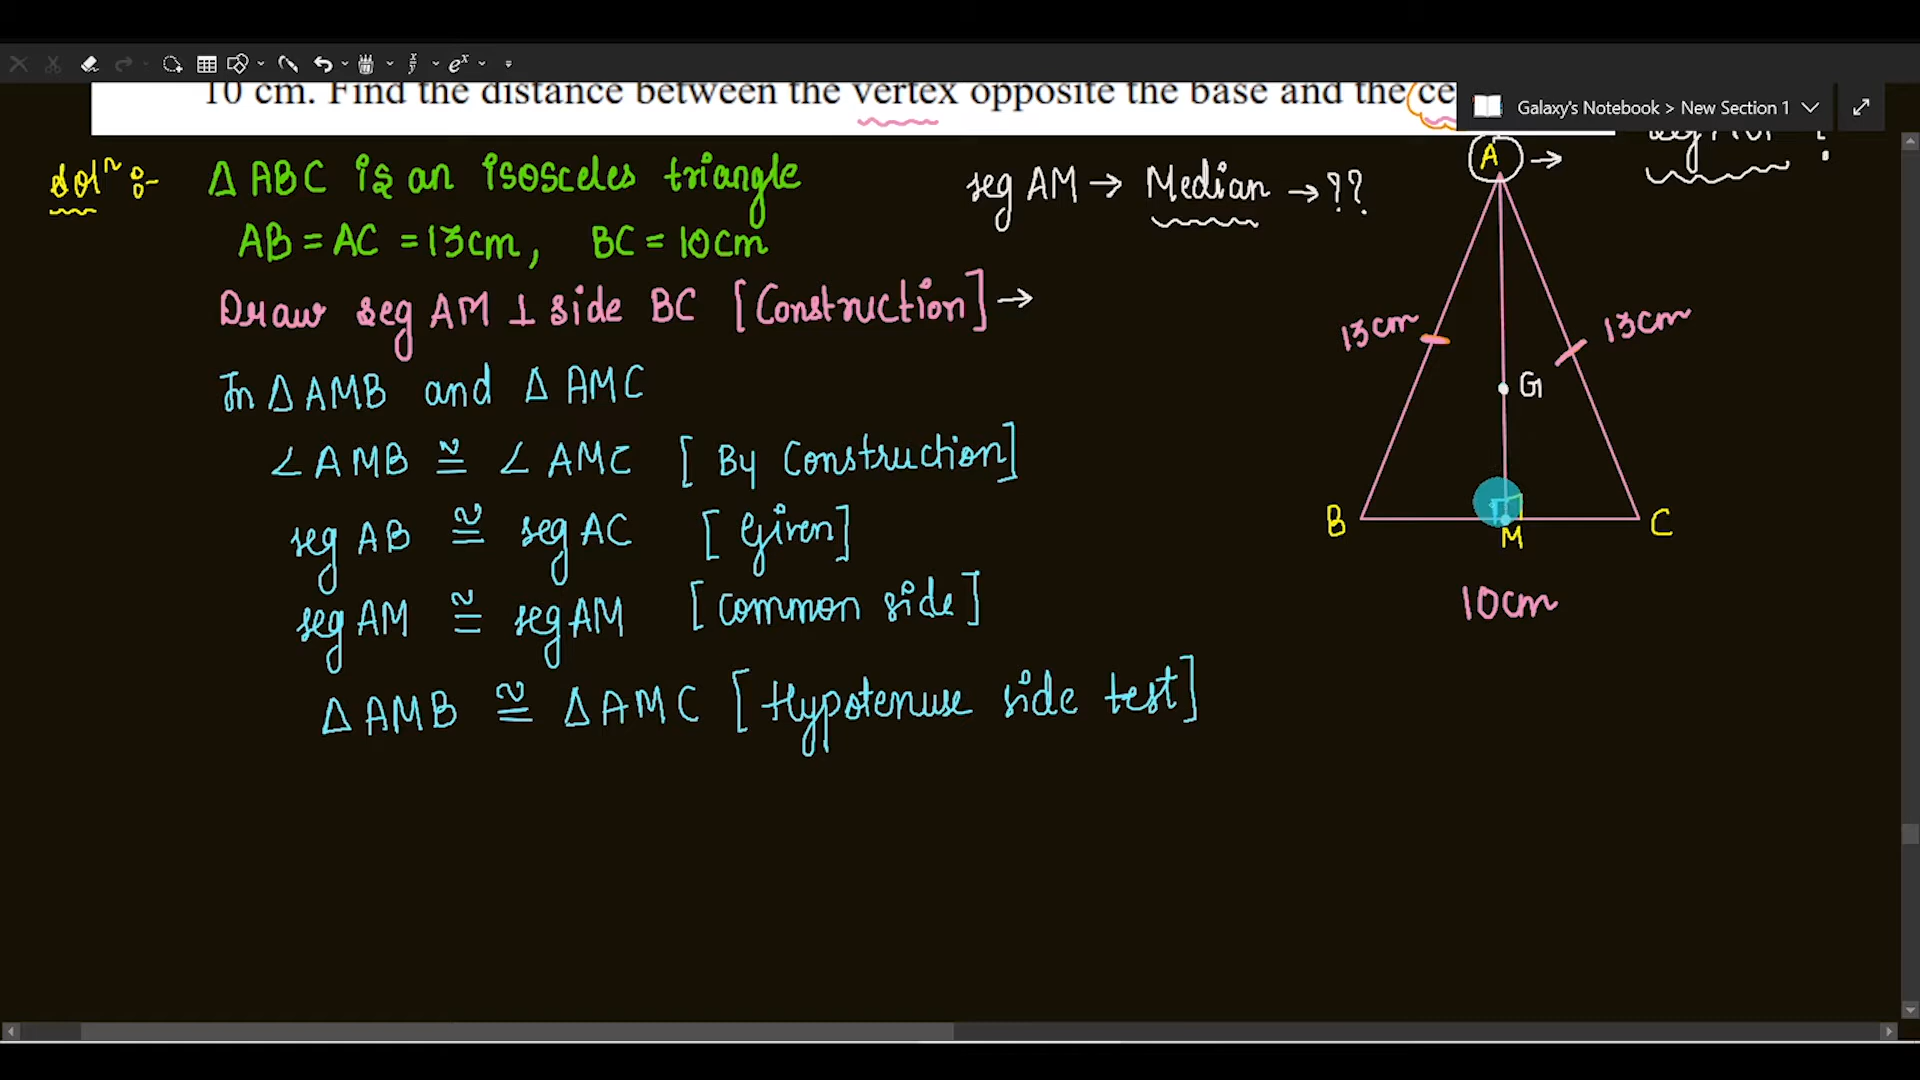 10 cm. Find the distance between the vertex opposite the base and the ce
Galaxy's Notebook > New Section 1
Solⁿ :-
Δ ABC is an isosceles triangle
AB = AC = 13cm, BC = 10cm
Draw seg AM ⊥ side BC [Construction] →
In Δ AMB and Δ AMC
∠AMB ≅ ∠AMC [By Construction]
seg AB ≅ seg AC [Given]
seg AM ≅ seg AM [Common side]
Δ AMB ≅ Δ AMC [Hypotenuse side test]
seg AM → Median → ??
A →
13cm
13cm
G
B
M
C
10cm